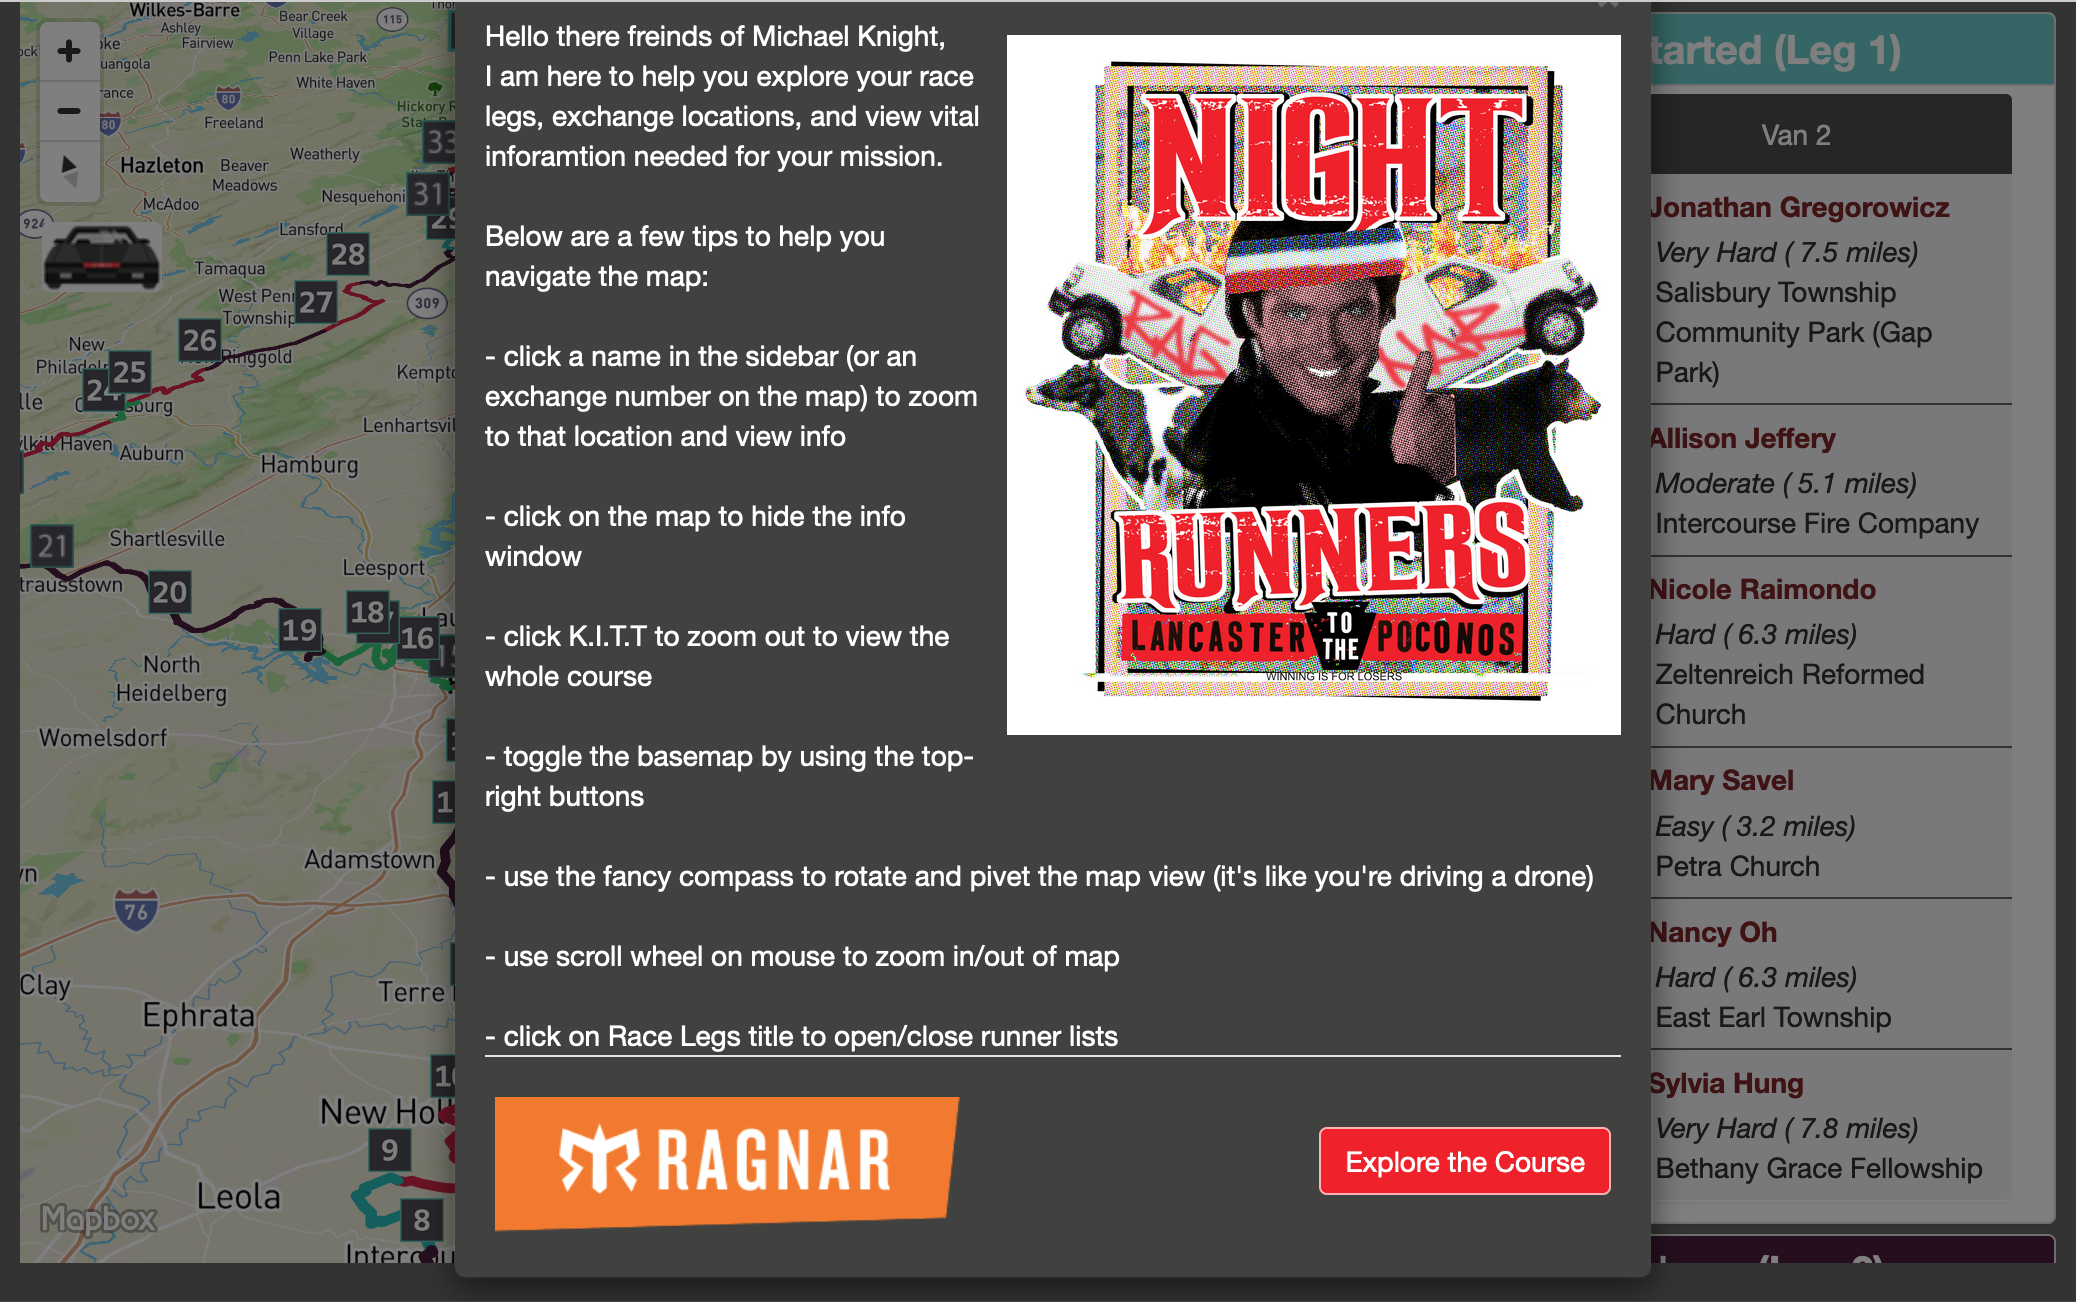 Hello there freinds of Michael Knight,
I am here to help you explore your race
legs, exchange locations, and view vital
inforamtion needed for your mission.
Below are a few tips to help you
navigate the map:
- click a name in the sidebar (or an
exchange number on the map) to zoom
to that location and view info
- click on the map to hide the info
window
- click K.I.T.T to zoom out to view the
whole course
- toggle the basemap by using the top-
right buttons
- use the fancy compass to rotate and pivet the map view (it's like you're driving a drone)
- use scroll wheel on mouse to zoom in/out of map
- click on Race Legs title to open/close runner lists
NIGHT
RAG
NAR
RUNNERS
LANCASTER TO THE POCONOS
WINNING IS FOR LOSERS
RAGNAR
Explore the Course
tarted (Leg 1)
Van 2
Jonathan Gregorowicz
Very Hard ( 7.5 miles)
Salisbury Township
Community Park (Gap
Park)
Allison Jeffery
Moderate ( 5.1 miles)
Intercourse Fire Company
Nicole Raimondo
Hard ( 6.3 miles)
Zeltenreich Reformed
Church
Mary Savel
Easy ( 3.2 miles)
Petra Church
Nancy Oh
Hard ( 6.3 miles)
East Earl Township
Sylvia Hung
Very Hard ( 7.8 miles)
Bethany Grace Fellowship
Wilkes-Barre
Ashley
Fairview
Bear Creek
Village
115
Penn Lake Park
White Haven
80
Freeland
80
Hickory R
Hazleton
Beaver
Meadows
Weatherly
33
31
Nesquehoni
McAdoo
924
Lansford
28
Tamaqua
West Penn
Township
27
309
26
Ringgold
New
25
24
Kempt
Lenhartsvi
Auburn
Hamburg
21
Shartlesville
trausstown
20
Leesport
18
19
16
North
Heidelberg
Womelsdorf
Adamstown
76
Clay
Terre
Ephrata
10
New Hol
9
Leola
8
Mapbox